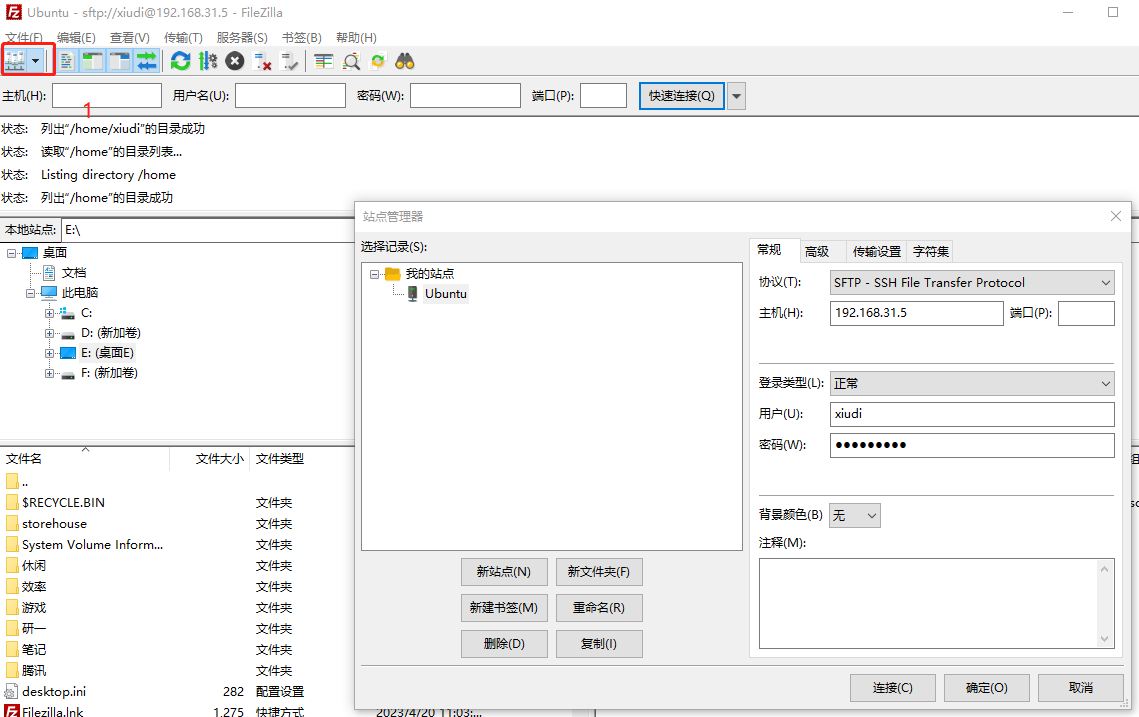 Ubuntu - sftp://xiudi@192.168.31.5 - FileZilla
文件(F) 编辑(E) 查看(V) 传输(T) 服务器(S) 书签(B) 帮助(H)
主机(H): 用户名(U): 密码(W): 端口(P): 快速连接(Q)
1
状态: 列出“/home/xiudi”的目录成功
状态: 读取“/home”的目录列表...
状态: Listing directory /home
状态: 列出“/home”的目录成功
本地站点: E:\
桌面
文档
此电脑
C:
D: (新加卷)
E: (桌面E)
F: (新加卷)
文件名 文件大小 文件类型
..
$RECYCLE.BIN 文件夹
storehouse 文件夹
System Volume Inform... 文件夹
休闲 文件夹
效率 文件夹
游戏 文件夹
研一 文件夹
笔记 文件夹
腾讯 文件夹
desktop.ini 282 配置设置
Filezilla.lnk 1,275 快捷方式 2023/4/20 11:03:...
站点管理器
选择记录(S):
我的站点
Ubuntu
新站点(N) 新文件夹(F)
新建书签(M) 重命名(R)
删除(D) 复制(I)
常规 高级 传输设置 字符集
协议(T): SFTP - SSH File Transfer Protocol
主机(H): 192.168.31.5 端口(P):
登录类型(L): 正常
用户(U): xiudi
密码(W): ●●●●●●●●●
背景颜色(B) 无
注释(M):
连接(C) 确定(O) 取消